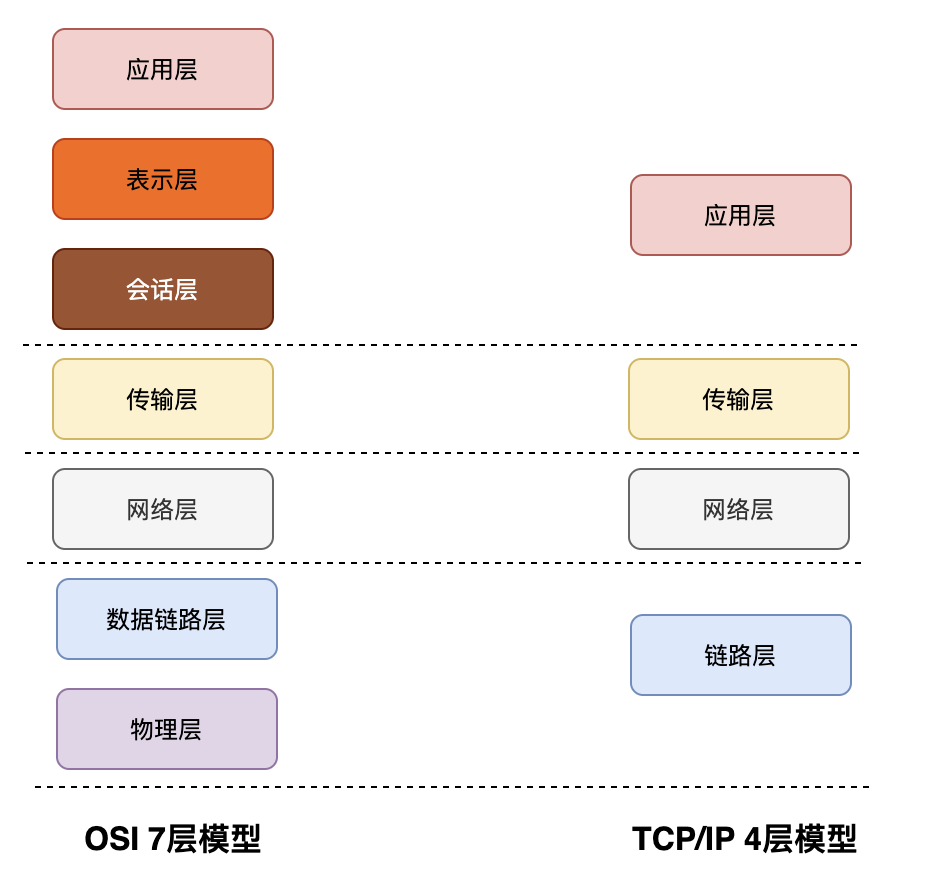 应用层
表示层
会话层
传输层
网络层
数据链路层
物理层
OSI 7层模型
应用层
传输层
网络层
链路层
TCP/IP 4层模型